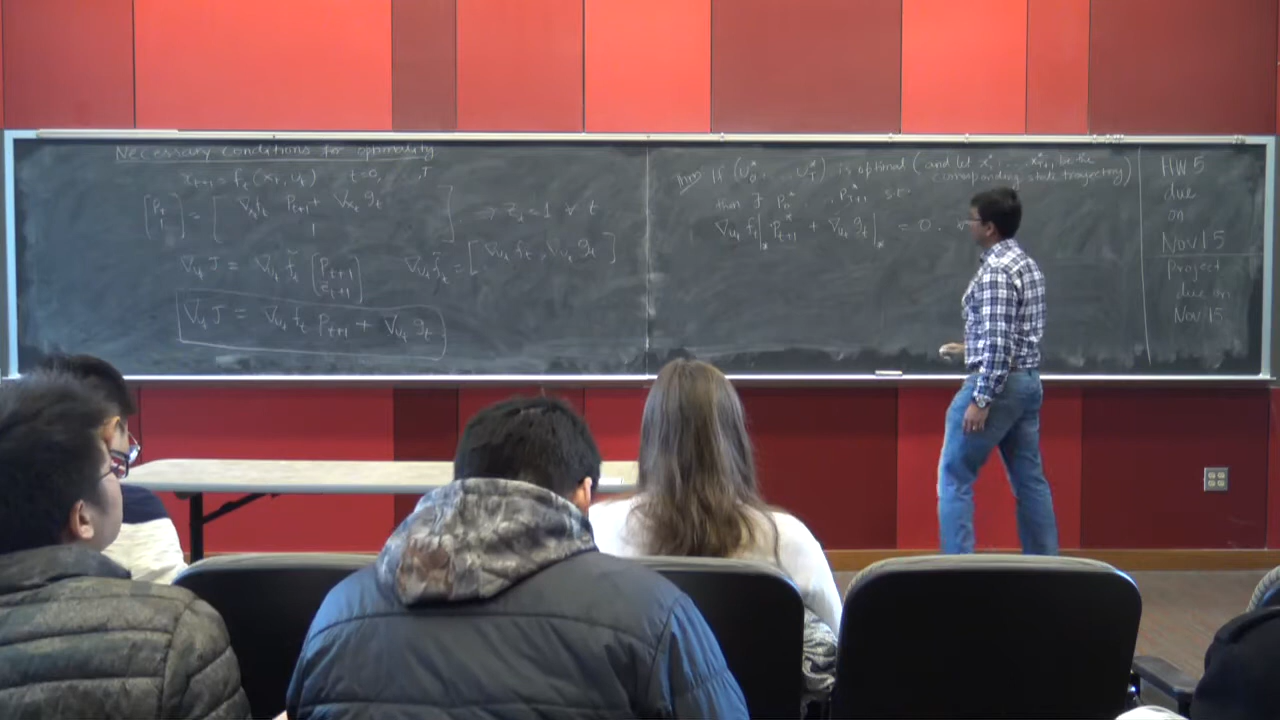 Necessary conditions for optimality
x_{t+1} = f_t(x_t, u_t) t=0, ..., T
[P_t ; 1] = [∇_{x_t} f_t P_{t+1} + ∇_{x_t} g_t ; 1] ⇒ z_t = 1 ∀ t
∇_{u_t} J = ∇_{u_t} f̃_t [P_{t+1} ; z_{t+1}] ∇_{u_t} f̃_t = [∇_{u_t} f_t, ∇_{u_t} g_t]
∇_{u_t} J = ∇_{u_t} f_t P_{t+1} + ∇_{u_t} g_t
Thm: If (u_0^*, ..., u_T^*) is optimal (and let x_0^*, ..., x_{T+1}^* be the corresponding state trajectory)
then ∃ P_0^*, ..., P_{T+1}^* s.t.
∇_{u_t} f_t|_* P_{t+1}^* + ∇_{u_t} g_t|_* = 0.
HW 5
due
on
Nov 15
Project
due on
Nov 15